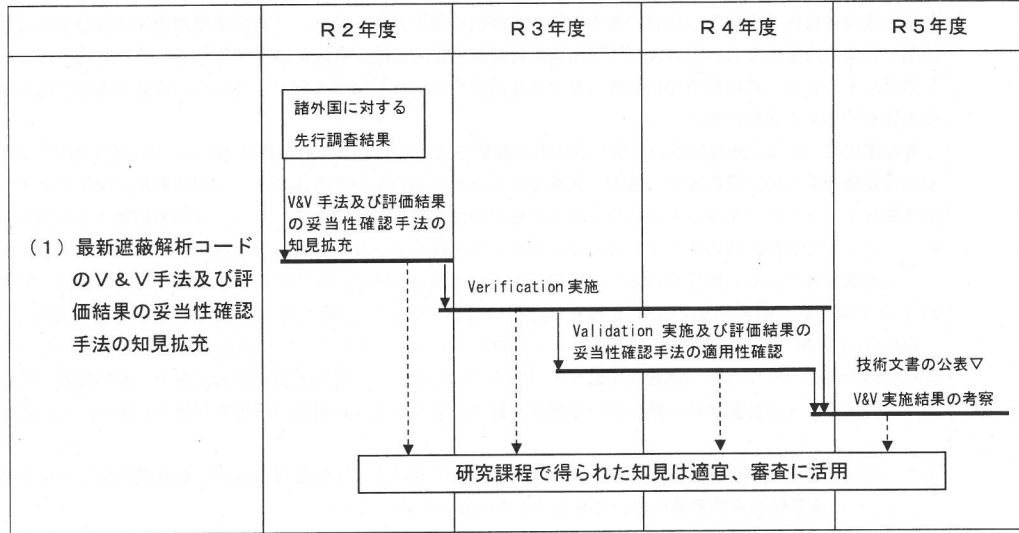 R2年度
R3年度
R4年度
R5年度
諸外国に対する
先行調査結果
V&V 手法及び評価結果
の妥当性確認手法の
知見拡充
(1)最新遮蔽解析コード
のV&V手法及び評
価結果の妥当性確認
手法の知見拡充
Verification 実施
Validation 実施及び評価結果の
妥当性確認手法の適用性確認
技術文書の公表▽
V&V 実施結果の考察
研究課程で得られた知見は適宜、審査に活用